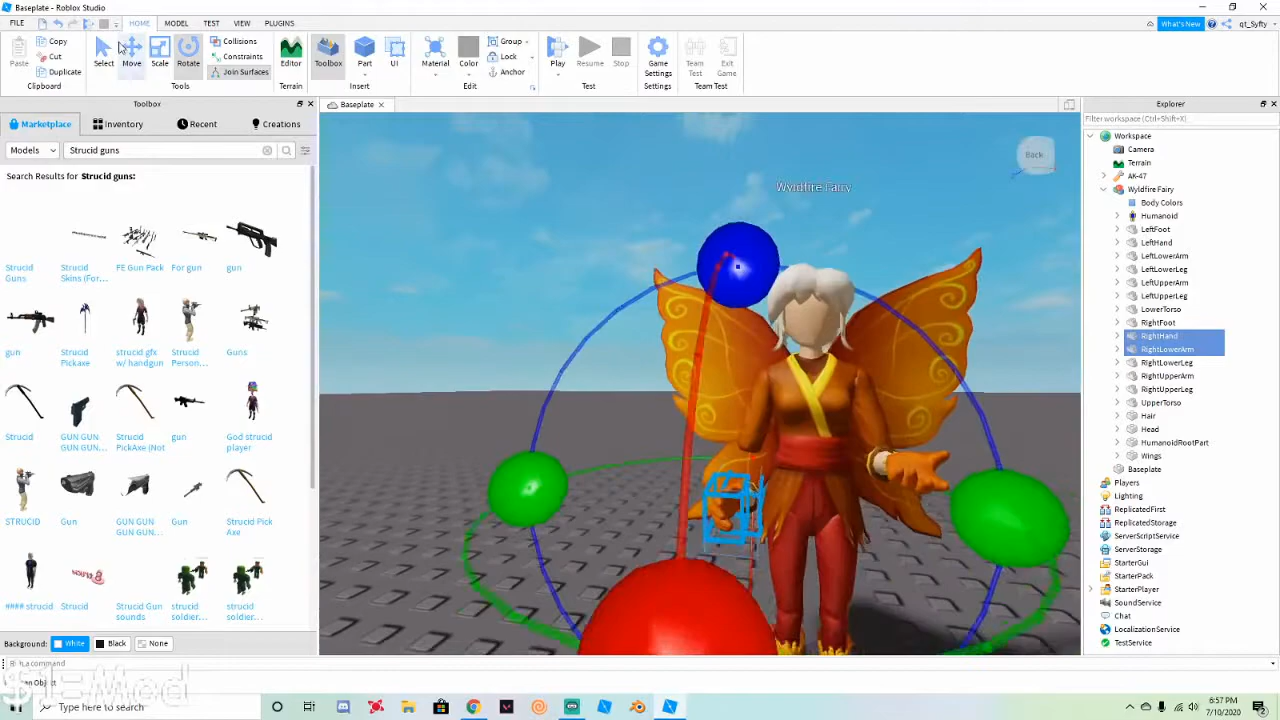 Baseplate - Roblox Studio
FILE HOME MODEL TEST VIEW PLUGINS What's New qt_Syfty
Paste Copy Cut Duplicate Clipboard
Select Move Scale Rotate Collisions Constraints Join Surfaces Tools
Editor Terrain
Toolbox Part UI Insert
Material Color Group Lock Anchor Edit
Play Resume Stop Test
Game Settings Settings
Team Test Exit Game Team Test
Toolbox
Marketplace Inventory Recent Creations
Models Strucid guns
Search Results for Strucid guns:
Strucid Guns
Strucid Skins (For...
FE Gun Pack
For gun
gun
gun
Strucid Pickaxe
strucid gfx w/ handgun
Strucid Person...
Guns
Strucid
GUN GUN GUN GUN...
Strucid PickAxe (Not
gun
God strucid player
STRUCID
Gun
GUN GUN GUN GUN...
Gun
Strucid Pick Axe
#### strucid
Strucid
Strucid Gun sounds
strucid soldier...
strucid soldier...
Background: White Black None
Baseplate
Wyldfire Fairy
Back
Explorer
Filter workspace (Ctrl+Shift+X)
Workspace
Camera
Terrain
AK-47
Wyldfire Fairy
Body Colors
Humanoid
LeftFoot
LeftHand
LeftLowerArm
LeftLowerLeg
LeftUpperArm
LeftUpperLeg
LowerTorso
RightFoot
RightHand
RightLowerArm
RightLowerLeg
RightUpperArm
RightUpperLeg
UpperTorso
Hair
Head
HumanoidRootPart
Wings
Baseplate
Players
Lighting
ReplicatedFirst
ReplicatedStorage
ServerScriptService
ServerStorage
StarterGui
StarterPack
StarterPlayer
SoundService
Chat
LocalizationService
TestService
a command
$1=Mod
Type here to search
6:57 PM
7/10/2020